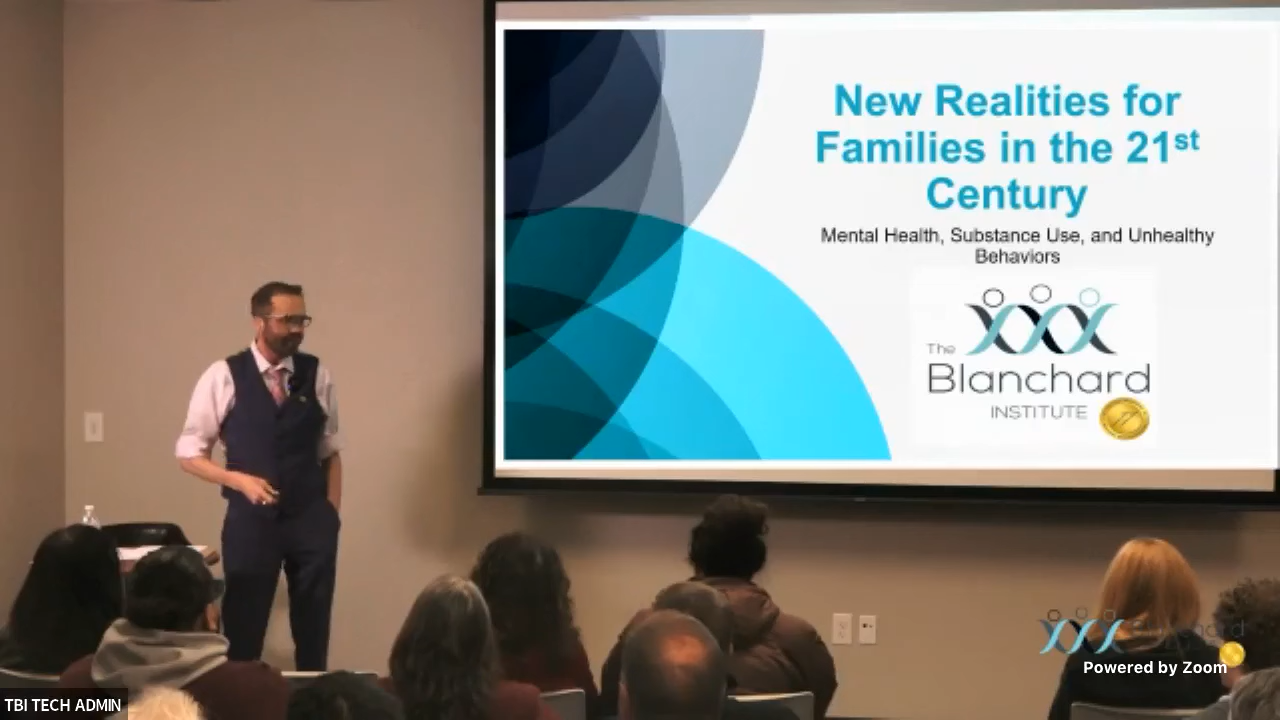 New Realities for
Families in the 21st
Century
Mental Health, Substance Use, and Unhealthy
Behaviors
The
Blanchard
INSTITUTE
Blanchard
Powered by Zoom
TBI TECH ADMIN